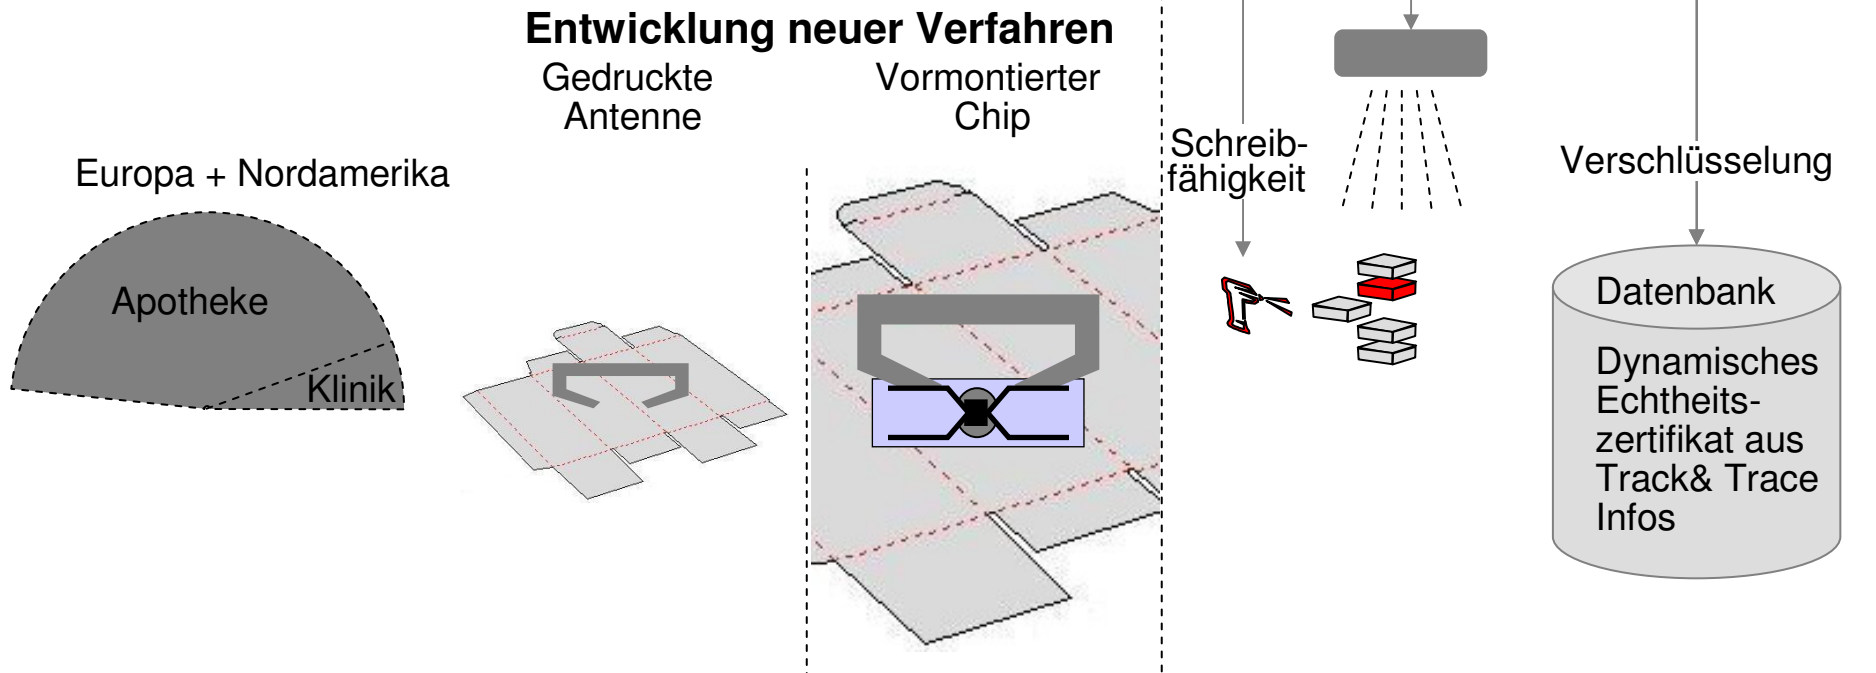 Entwicklung neuer Verfahren
Gedruckte
Antenne
Vormontierter
Chip
Europa + Nordamerika
Apotheke
Klinik
Schreib-
fähigkeit
Verschlüsselung
Datenbank
Dynamisches
Echtheits-
zertifikat aus
Track& Trace
Infos